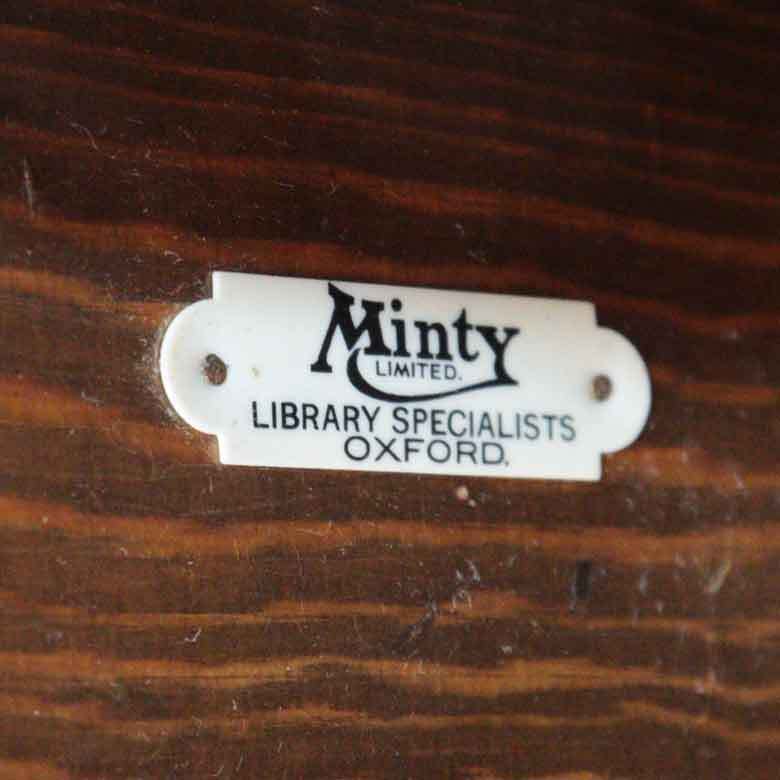 Minty
LIMITED.
LIBRARY SPECIALISTS
OXFORD.